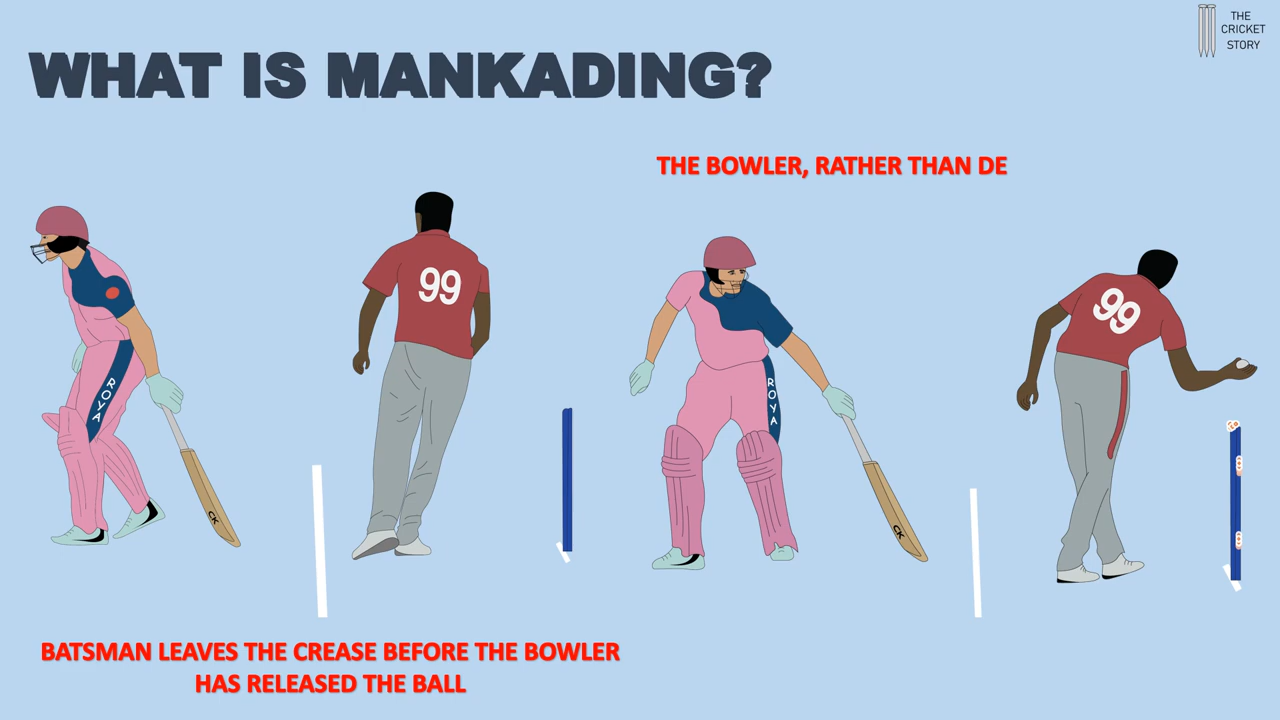 THE
CRICKET
STORY
WHAT IS MANKADING?
THE BOWLER, RATHER THAN DE
99
99
ROYA
ROYA
CK
CK
BATSMAN LEAVES THE CREASE BEFORE THE BOWLER
HAS RELEASED THE BALL